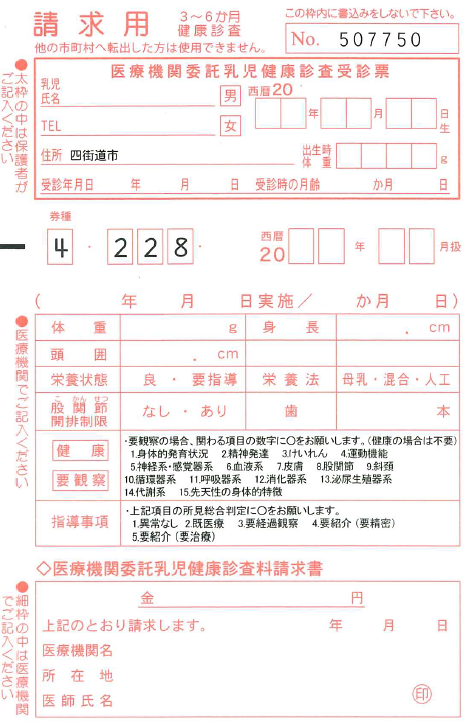 請求用 3～6か月 健康診査
他の市町村へ転出した方は使用できません。
この枠内に書込みをしないで下さい。
No. 507750
●太枠の中は保護者がご記入ください
医療機関委託乳児健康診査受診票
乳児氏名 男 西暦20 年 月 日生
TEL 女
住所 四街道市 出生時体重 g
受診年月日 年 月 日 受診時の月齢 か月 日
券種
4 . 228. 西暦20 年 月扱
( 年 月 日実施／ か月 日)
●医療機関でご記入ください
体重 g 身長 . cm
頭囲 . cm
栄養状態 良・要指導 栄養法 母乳・混合・人工
股関節開排制限 こかんせつ なし・あり 歯 本
健康
要観察
・要観察の場合、関わる項目の数字に○をお願いします。(健康の場合は不要)
1.身体的発育状況 2.精神発達 3.けいれん 4.運動機能
5.神経系・感覚器系 6.血液系 7.皮膚 8.股関節 9.斜頚
10.循環器系 11.呼吸器系 12.消化器系 13.泌尿生殖器系
14.代謝系 15.先天性の身体的特徴
指導事項
・上記項目の所見総合判定に○をお願いします。
1.異常なし 2.既医療 3.要経過観察 4.要紹介(要精密)
5.要紹介(要治療)
◇医療機関委託乳児健康診査料請求書
●細枠の中は医療機関でご記入ください
金 円
上記のとおり請求します。 年 月 日
医療機関名
所在地
医師氏名 印